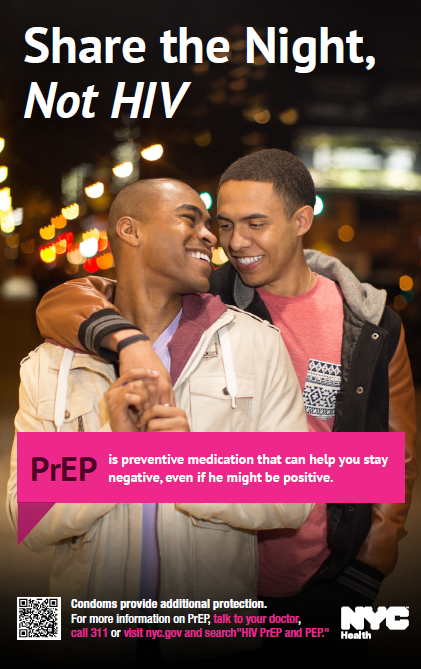 Share the Night,
Not HIV
PrEP
is preventive medication that can help you stay
negative, even if he might be positive.
Condoms provide additional protection.
For more information on PrEP, talk to your doctor,
call 311 or visit nyc.gov and search"HIV PrEP and PEP."
NYC
Health